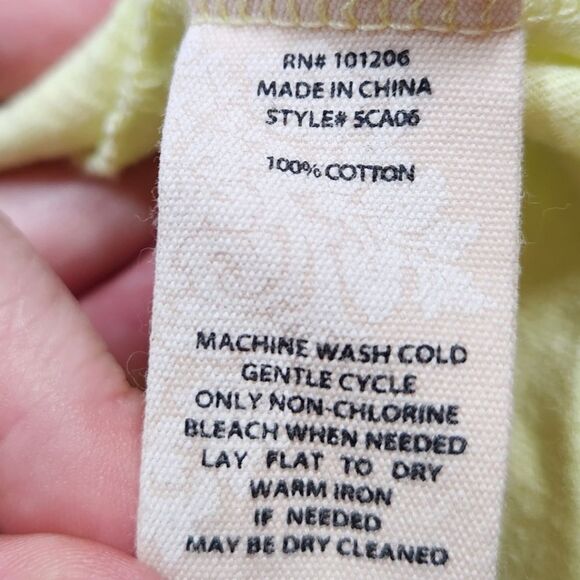 RN# 101206
MADE IN CHINA
STYLE# 5CA06
100% COTTON
MACHINE WASH COLD
GENTLE CYCLE
ONLY NON-CHLORINE
BLEACH WHEN NEEDED
LAY FLAT TO DRY
WARM IRON
IF NEEDED
MAY BE DRY CLEANED